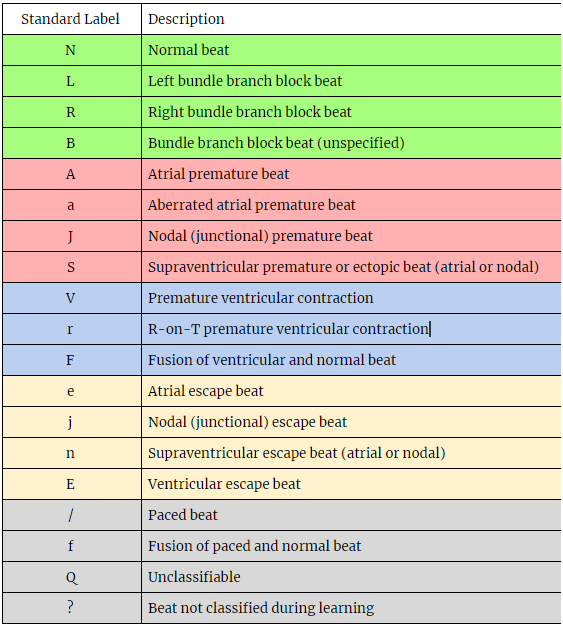 Standard Label Description
N Normal beat
L Left bundle branch block beat
R Right bundle branch block beat
B Bundle branch block beat (unspecified)
A Atrial premature beat
a Aberrated atrial premature beat
J Nodal (junctional) premature beat
S Supraventricular premature or ectopic beat (atrial or nodal)
V Premature ventricular contraction
r R-on-T premature ventricular contraction
F Fusion of ventricular and normal beat
e Atrial escape beat
j Nodal (junctional) escape beat
n Supraventricular escape beat (atrial or nodal)
E Ventricular escape beat
/ Paced beat
f Fusion of paced and normal beat
Q Unclassifiable
? Beat not classified during learning